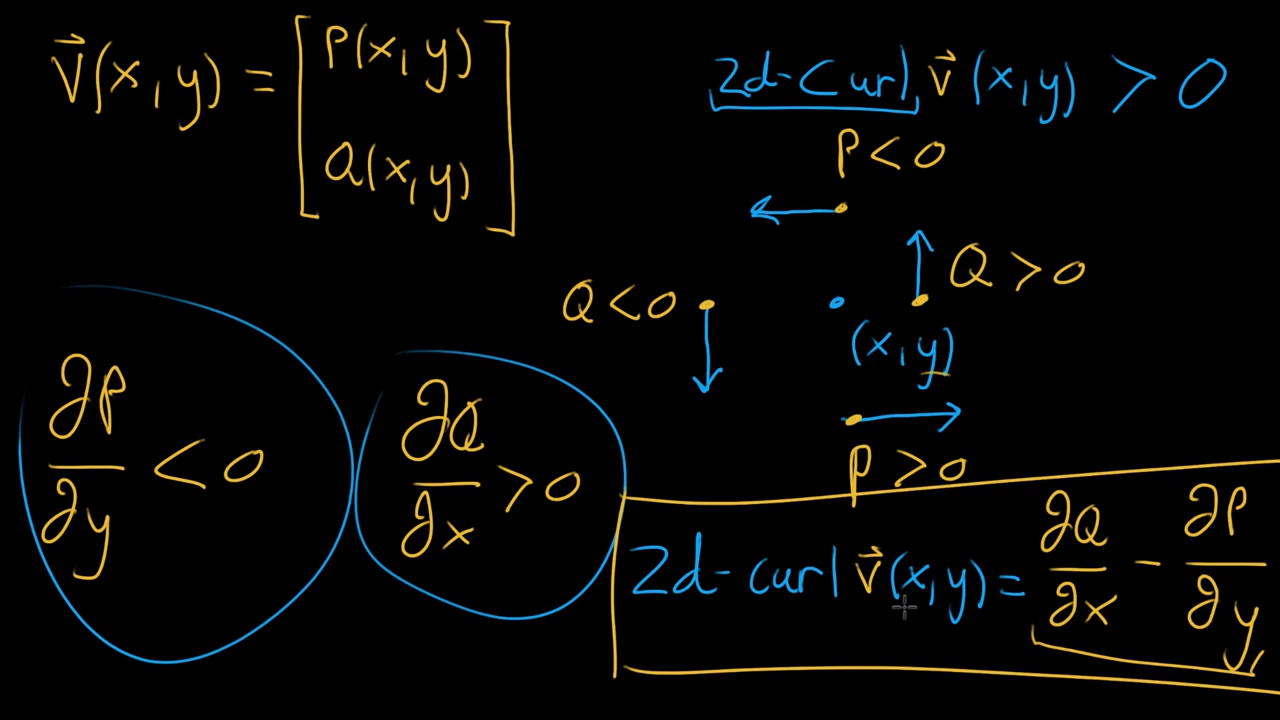 v⃗(x,y) = [P(x,y)
Q(x,y)]
2d-Curl v⃗(x,y) > 0
P < 0
Q > 0
Q < 0
(x,y)
P > 0
∂P/∂y < 0
∂Q/∂x > 0
2d-curl v⃗(x,y) = ∂Q/∂x - ∂P/∂y